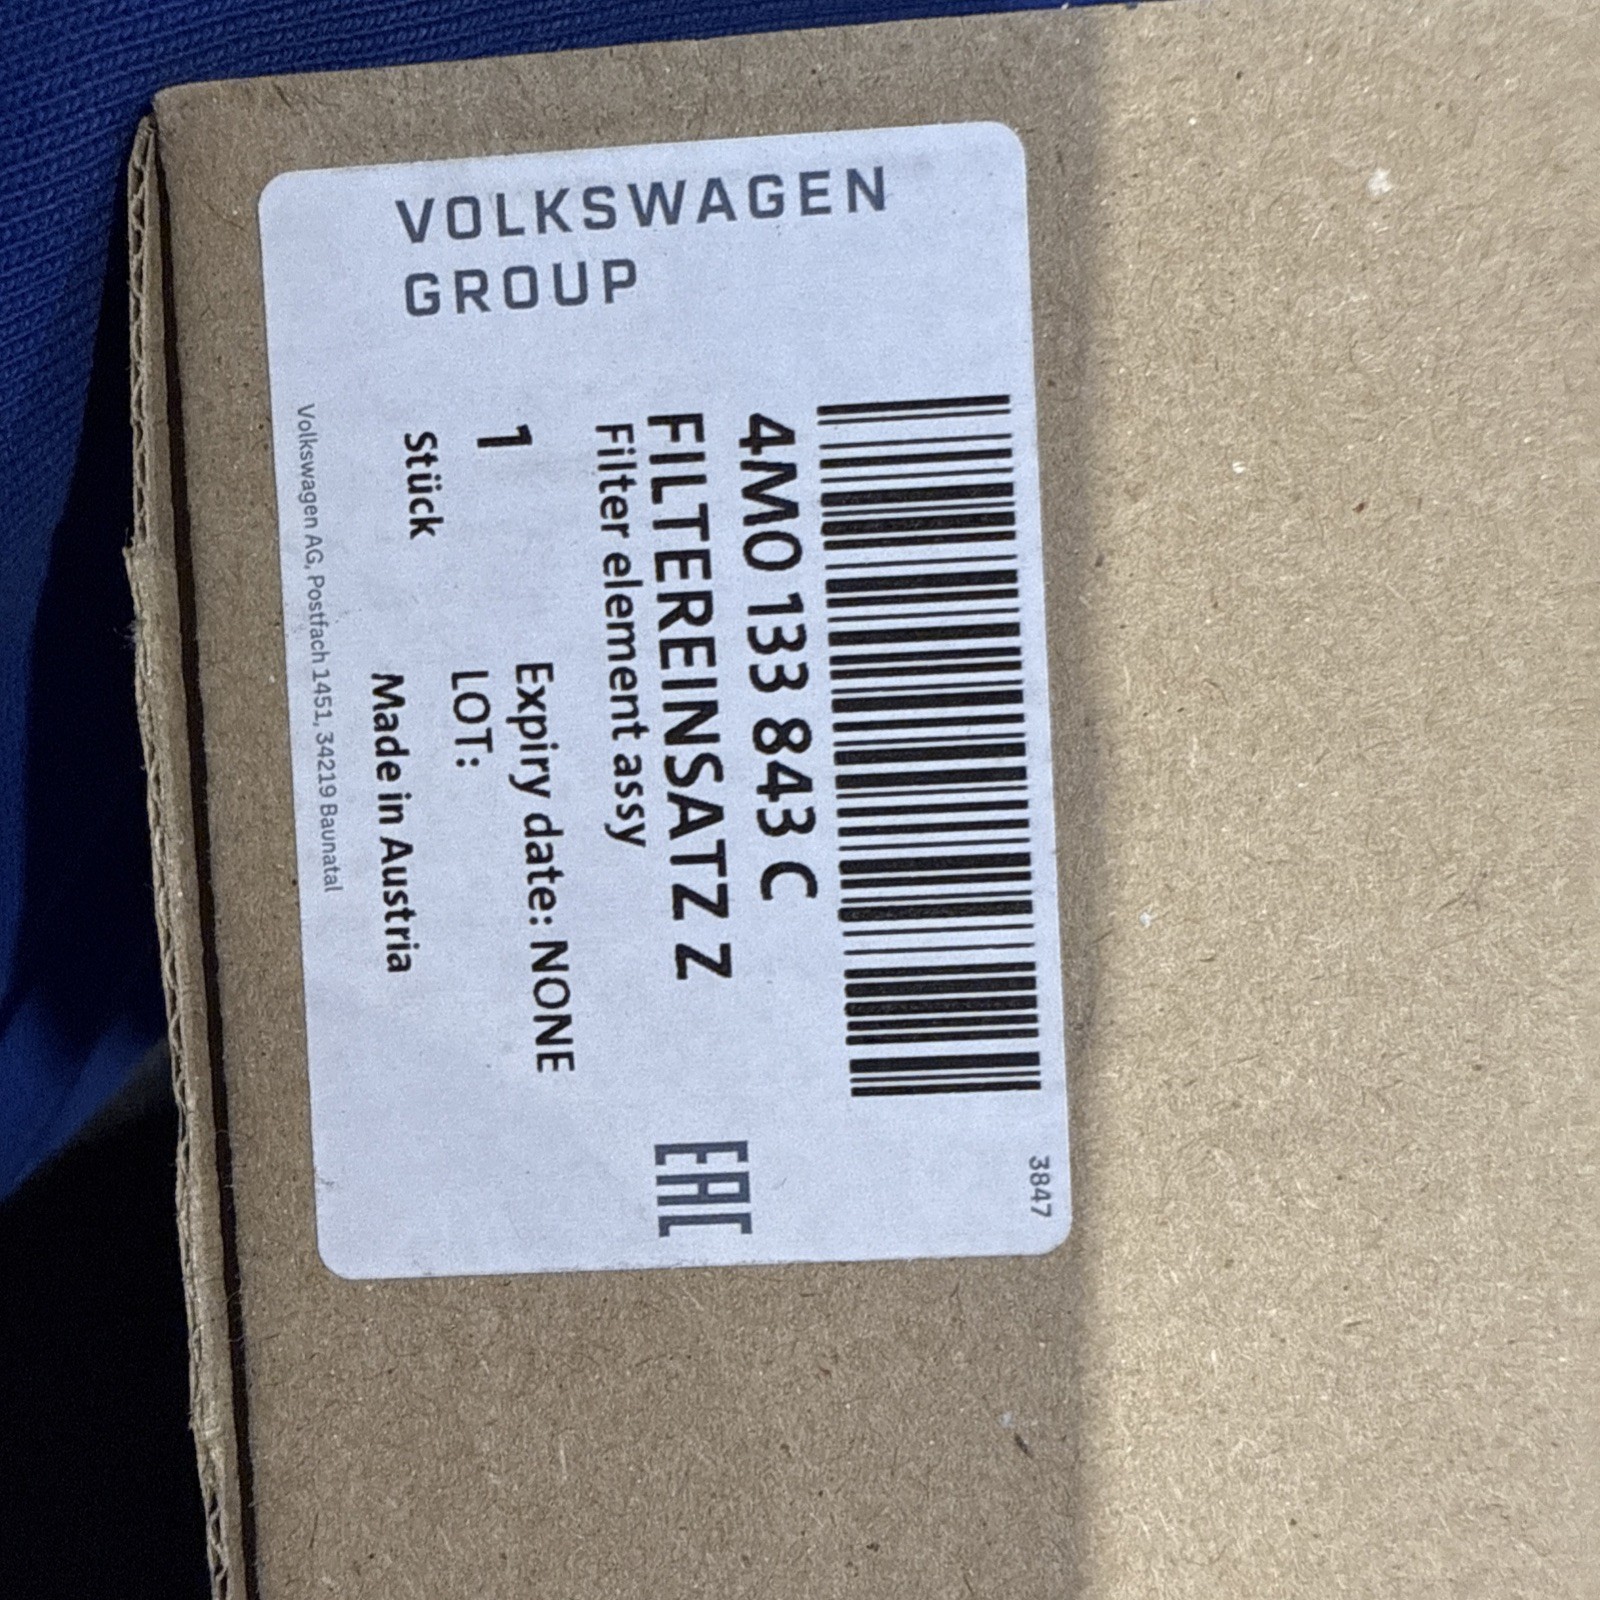 VOLKSWAGEN
GROUP
3847
4M0 133 843 C
FILTEREINSATZ Z
Filter element assy
EAC
1
Expiry date: NONE
Stück
LOT:
Made in Austria
Volkswagen AG, Postfach 1451, 34219 Baunatal